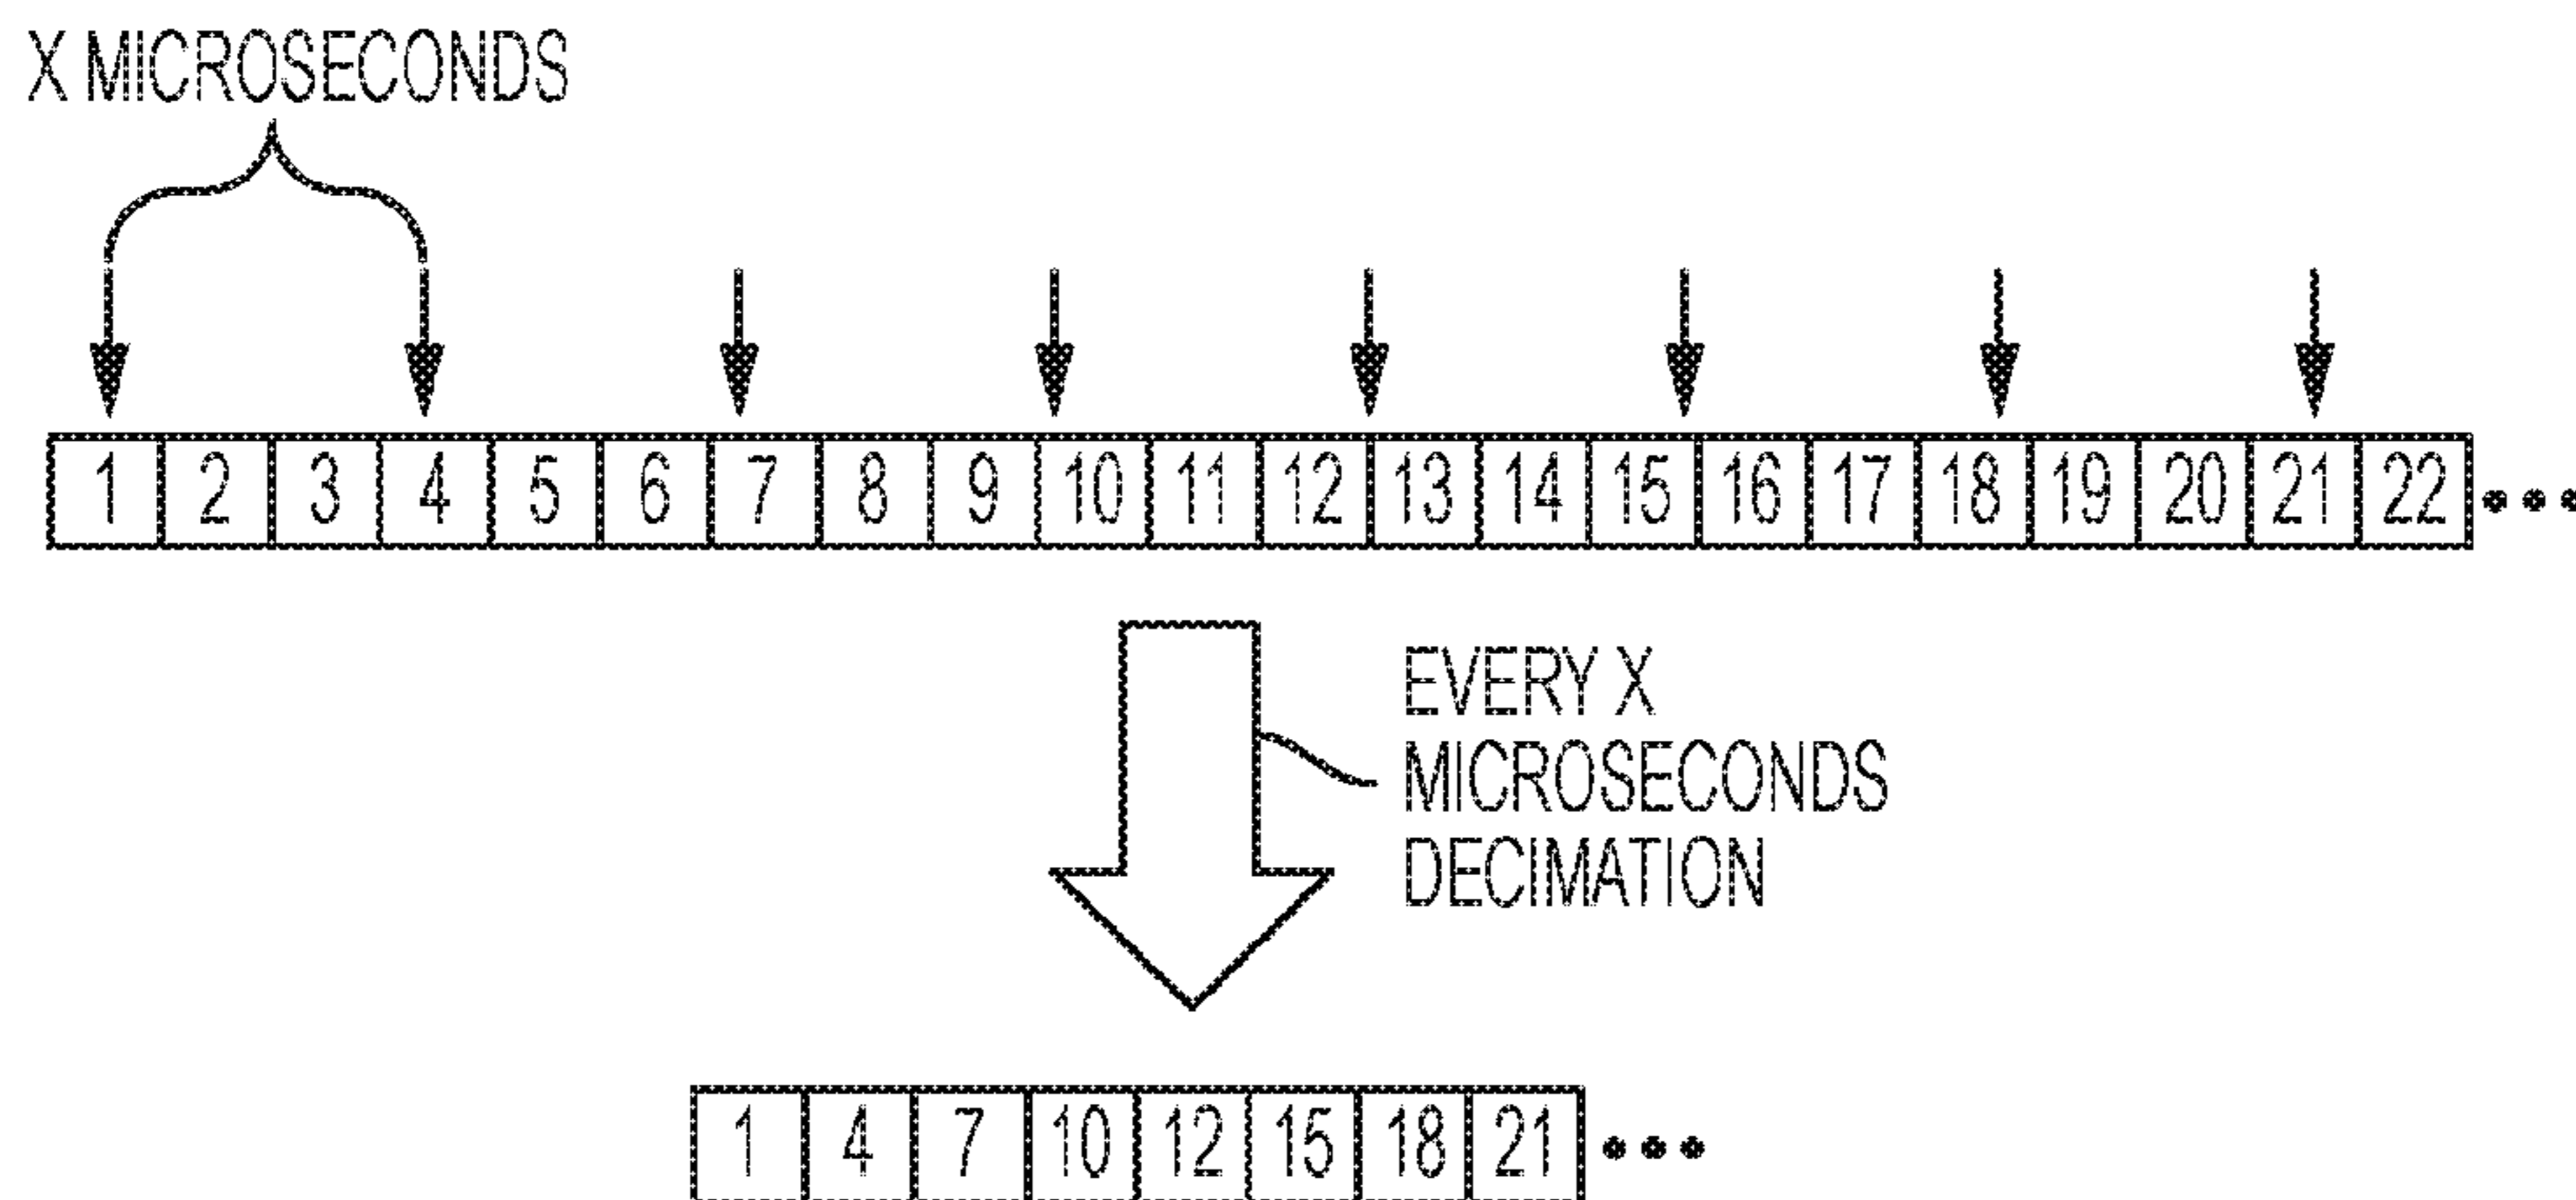 X MICROSECONDS
1 2 3 4 5 6 7 8 9 10 11 12 13 14 15 16 17 18 19 20 21 22 •••
EVERY X
MICROSECONDS
DECIMATION
1 4 7 10 12 15 18 21 •••